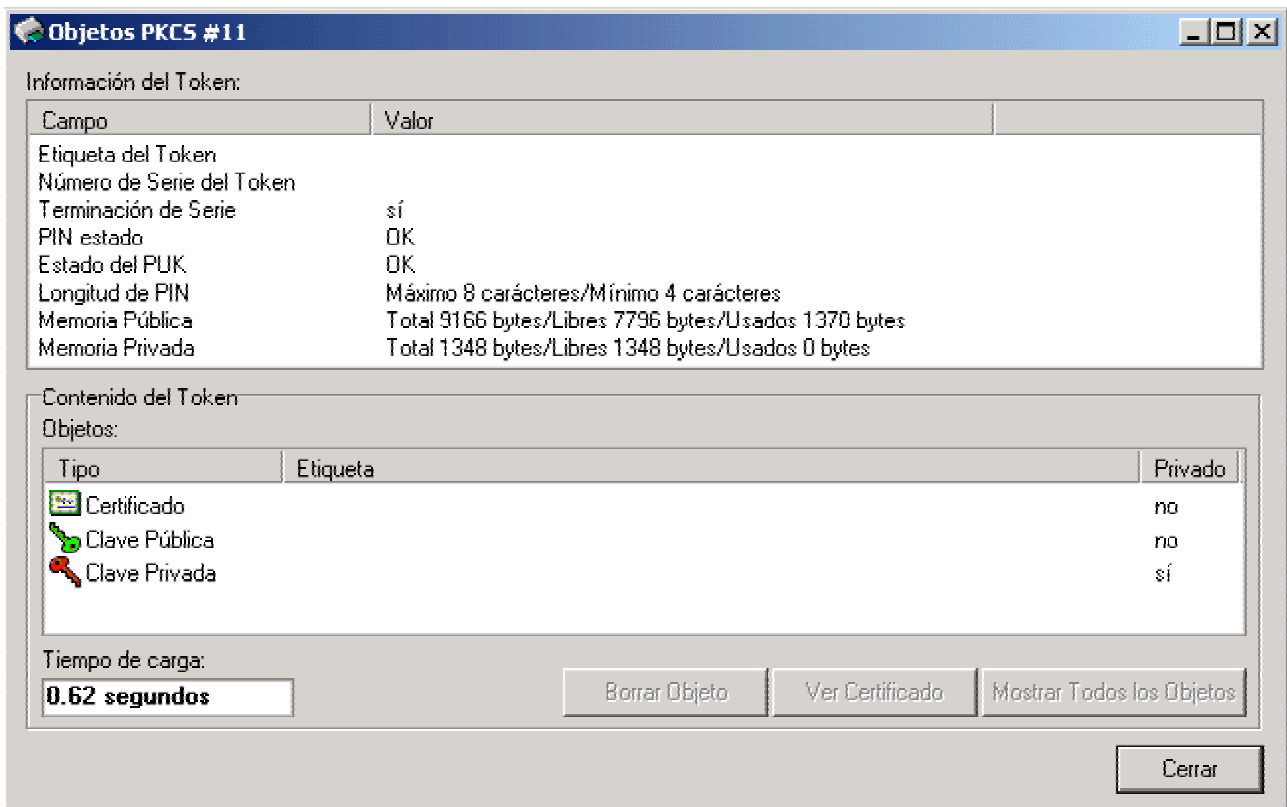 Objetos PKCS #11
Información del Token:
Campo Valor
Etiqueta del Token
Número de Serie del Token
Terminación de Serie sí
PIN estado OK
Estado del PUK OK
Longitud de PIN Máximo 8 carácteres/Mínimo 4 carácteres
Memoria Pública Total 9166 bytes/Libres 7796 bytes/Usados 1370 bytes
Memoria Privada Total 1348 bytes/Libres 1348 bytes/Usados 0 bytes
Contenido del Token
Objetos:
Tipo Etiqueta Privado
Certificado no
Clave Pública no
Clave Privada sí
Tiempo de carga:
0.62 segundos Borrar Objeto Ver Certificado Mostrar Todos los Objetos
Cerrar